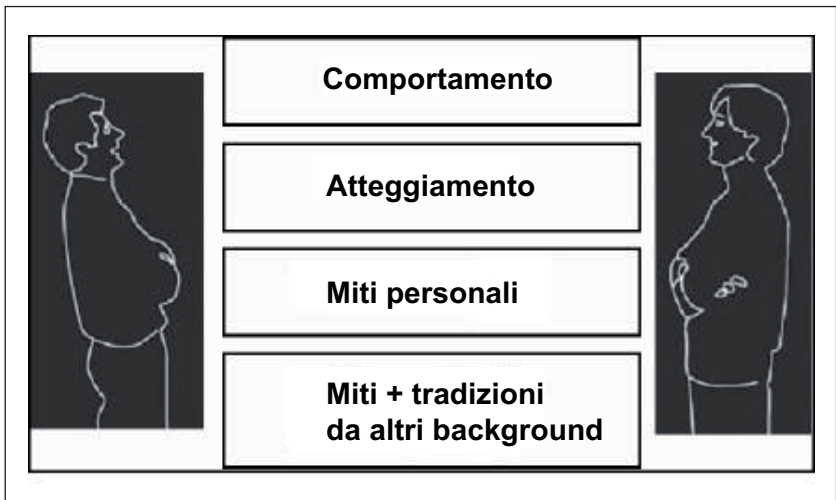 Comportamento
Atteggiamento
Miti personali
Miti + tradizioni
da altri background